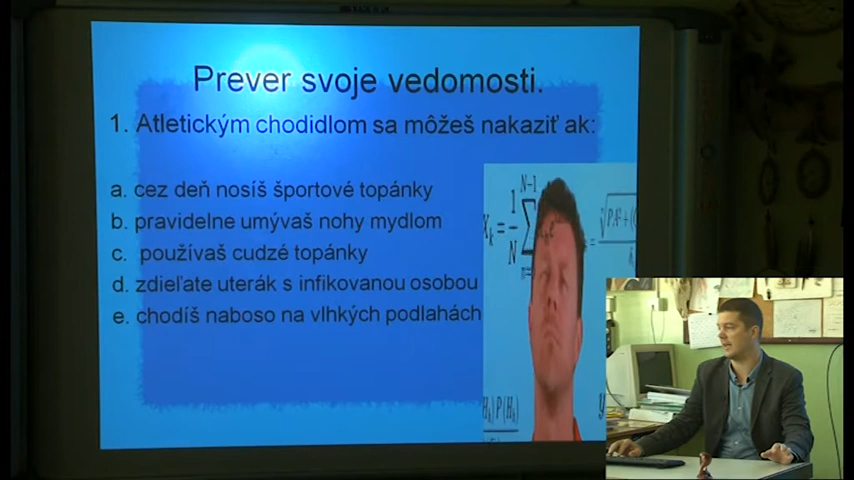 Prever svoje vedomosti.
1. Atletickým chodidlom sa môžeš nakaziť ak:
a. cez deň nosíš športové topánky
b. pravidelne umývaš nohy mydlom
c. používaš cudzé topánky
d. zdieľate uterák s infikovanou osobou
e. chodíš naboso na vlhkých podlahách